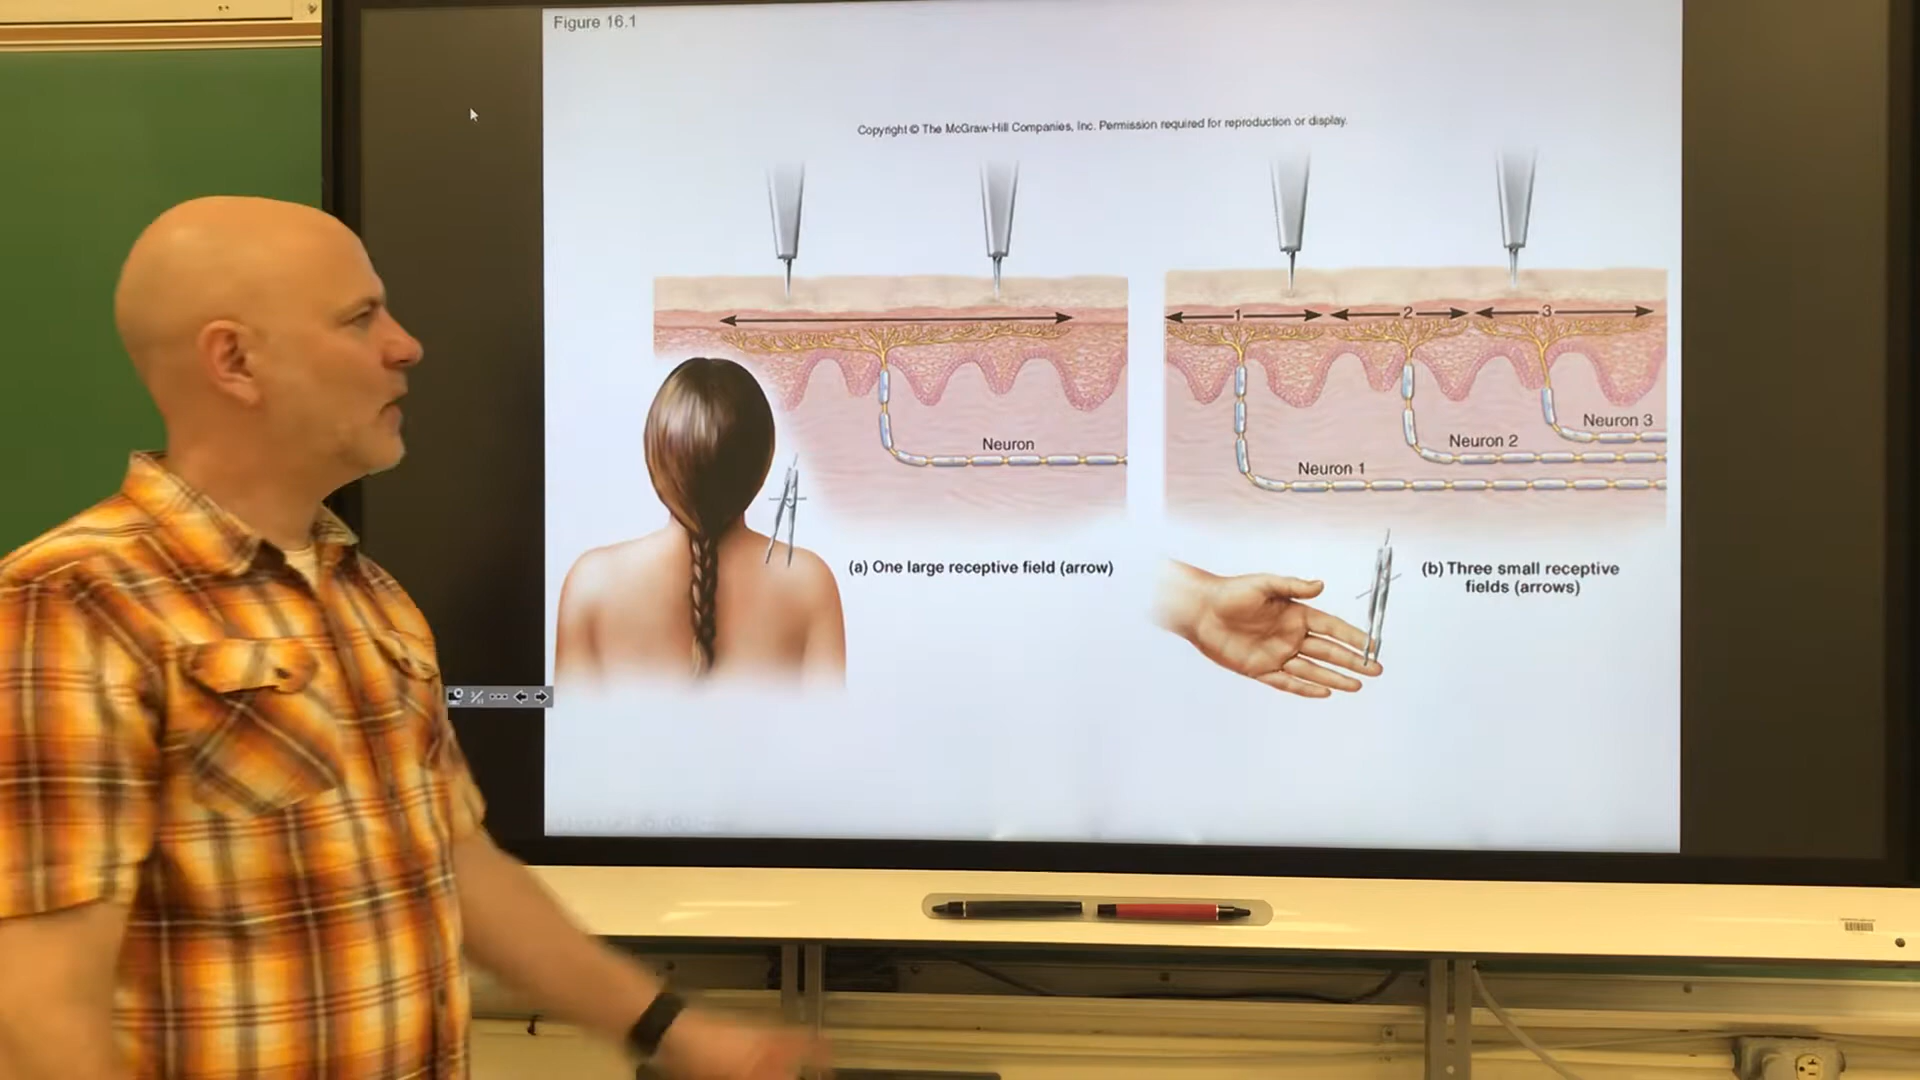 Figure 16.1
Copyright © The McGraw-Hill Companies, Inc. Permission required for reproduction or display.
1
2
3
Neuron
Neuron 3
Neuron 2
Neuron 1
(a) One large receptive field (arrow)
(b) Three small receptive
fields (arrows)